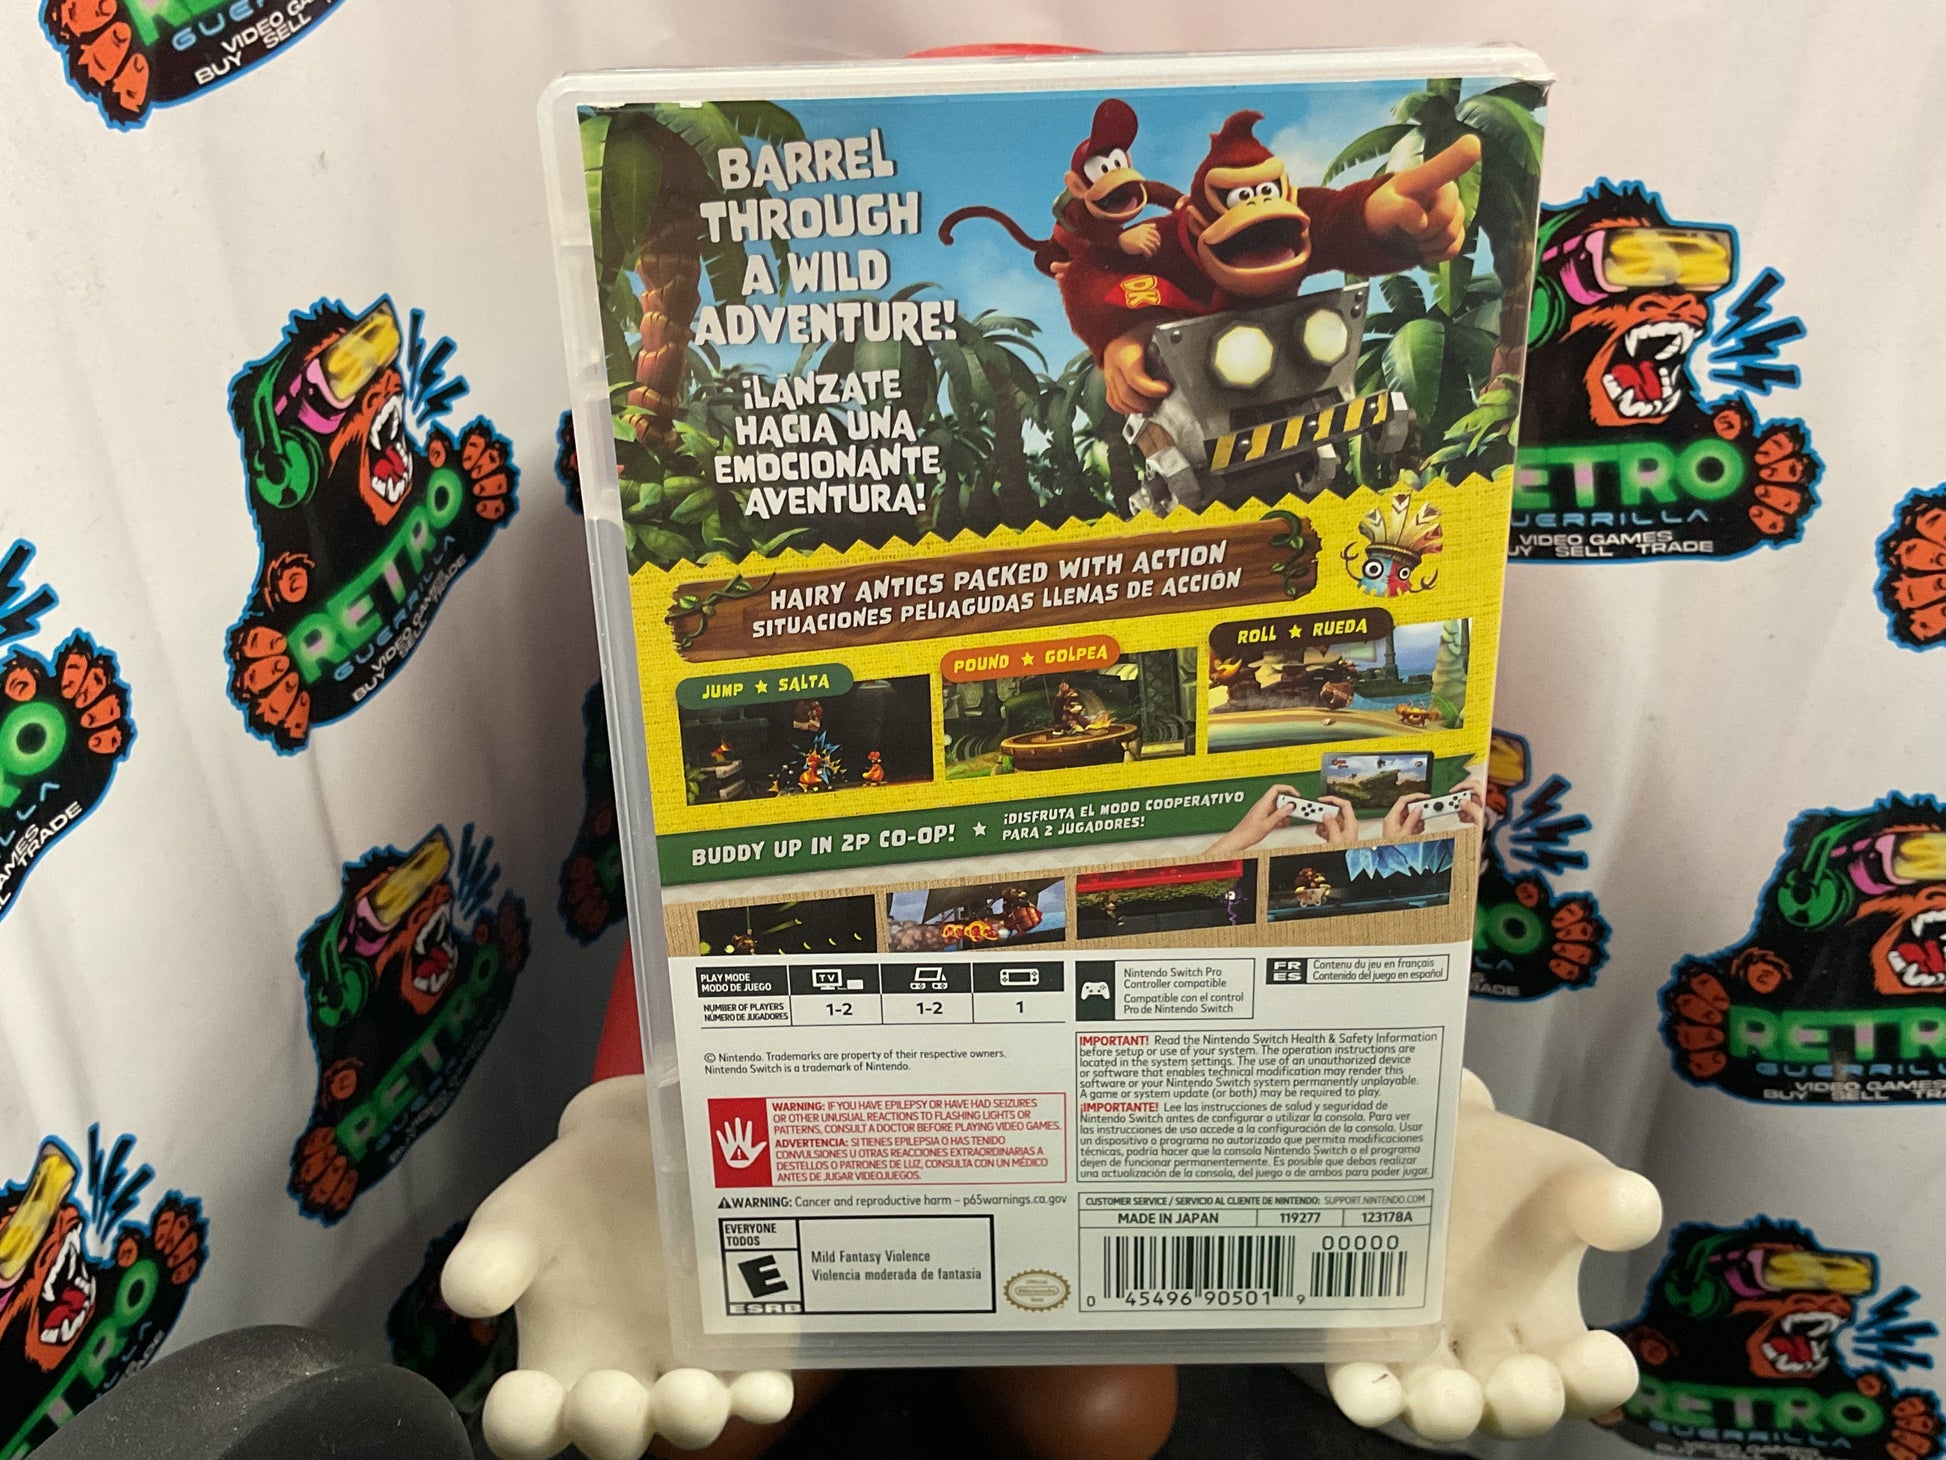 BARREL
THROUGH
A WILD
ADVENTURE!
¡LÁNZATE
HACIA UNA
EMOCIONANTE
AVENTURA!
DK
HAIRY ANTICS PACKED WITH ACTION
SITUACIONES PELIAGUDAS LLENAS DE ACCIÓN
JUMP ★ SALTA
POUND ★ GOLPEA
ROLL ★ RUEDA
BUDDY UP IN 2P CO-OP! ★ ¡DISFRUTA EL MODO COOPERATIVO
PARA 2 JUGADORES!
PLAY MODE
MODO DE JUEGO
TV
NUMBER OF PLAYERS
NÚMERO DE JUGADORES
1-2
1-2
1
Nintendo Switch Pro
Controller compatible
Compatible con el control
Pro de Nintendo Switch
FR
ES
Contenu du jeu en français
Contenido del juego en español
© Nintendo. Trademarks are property of their respective owners.
Nintendo Switch is a trademark of Nintendo.
WARNING: IF YOU HAVE EPILEPSY OR HAVE HAD SEIZURES
OR OTHER UNUSUAL REACTIONS TO FLASHING LIGHTS OR
PATTERNS, CONSULT A DOCTOR BEFORE PLAYING VIDEO GAMES.
ADVERTENCIA: SI TIENES EPILEPSIA O HAS TENIDO
CONVULSIONES U OTRAS REACCIONES EXTRAORDINARIAS A
DESTELLOS O PATRONES DE LUZ, CONSULTA CON UN MÉDICO
ANTES DE JUGAR VIDEOJUEGOS.
WARNING: Cancer and reproductive harm – p65warnings.ca.gov
IMPORTANT! Read the Nintendo Switch Health & Safety Information
before setup or use of your system. The operation instructions are
located in the system settings. The use of an unauthorized device
or software that enables technical modification may render this
software or your Nintendo Switch system permanently unplayable.
A game or system update (or both) may be required to play.
¡IMPORTANTE! Lee las instrucciones de salud y seguridad de
Nintendo Switch antes de configurar o utilizar la consola. Para ver
las instrucciones de uso accede a la configuración de la consola. Usar
un dispositivo o programa no autorizado que permita modificaciones
técnicas, podría hacer que la consola Nintendo Switch o el programa
dejen de funcionar permanentemente. Es posible que debas realizar
una actualización de la consola, del juego o de ambos para poder jugar.
CUSTOMER SERVICE / SERVICIO AL CLIENTE DE NINTENDO: SUPPORT.NINTENDO.COM
MADE IN JAPAN
119277
123178A
EVERYONE
TODOS
E
ESRB
Mild Fantasy Violence
Violencia moderada de fantasía
Official
Nintendo
Seal
00000
0 45496 90501 9
RETRO
GUERRILLA
VIDEO GAMES
BUY SELL TRADE